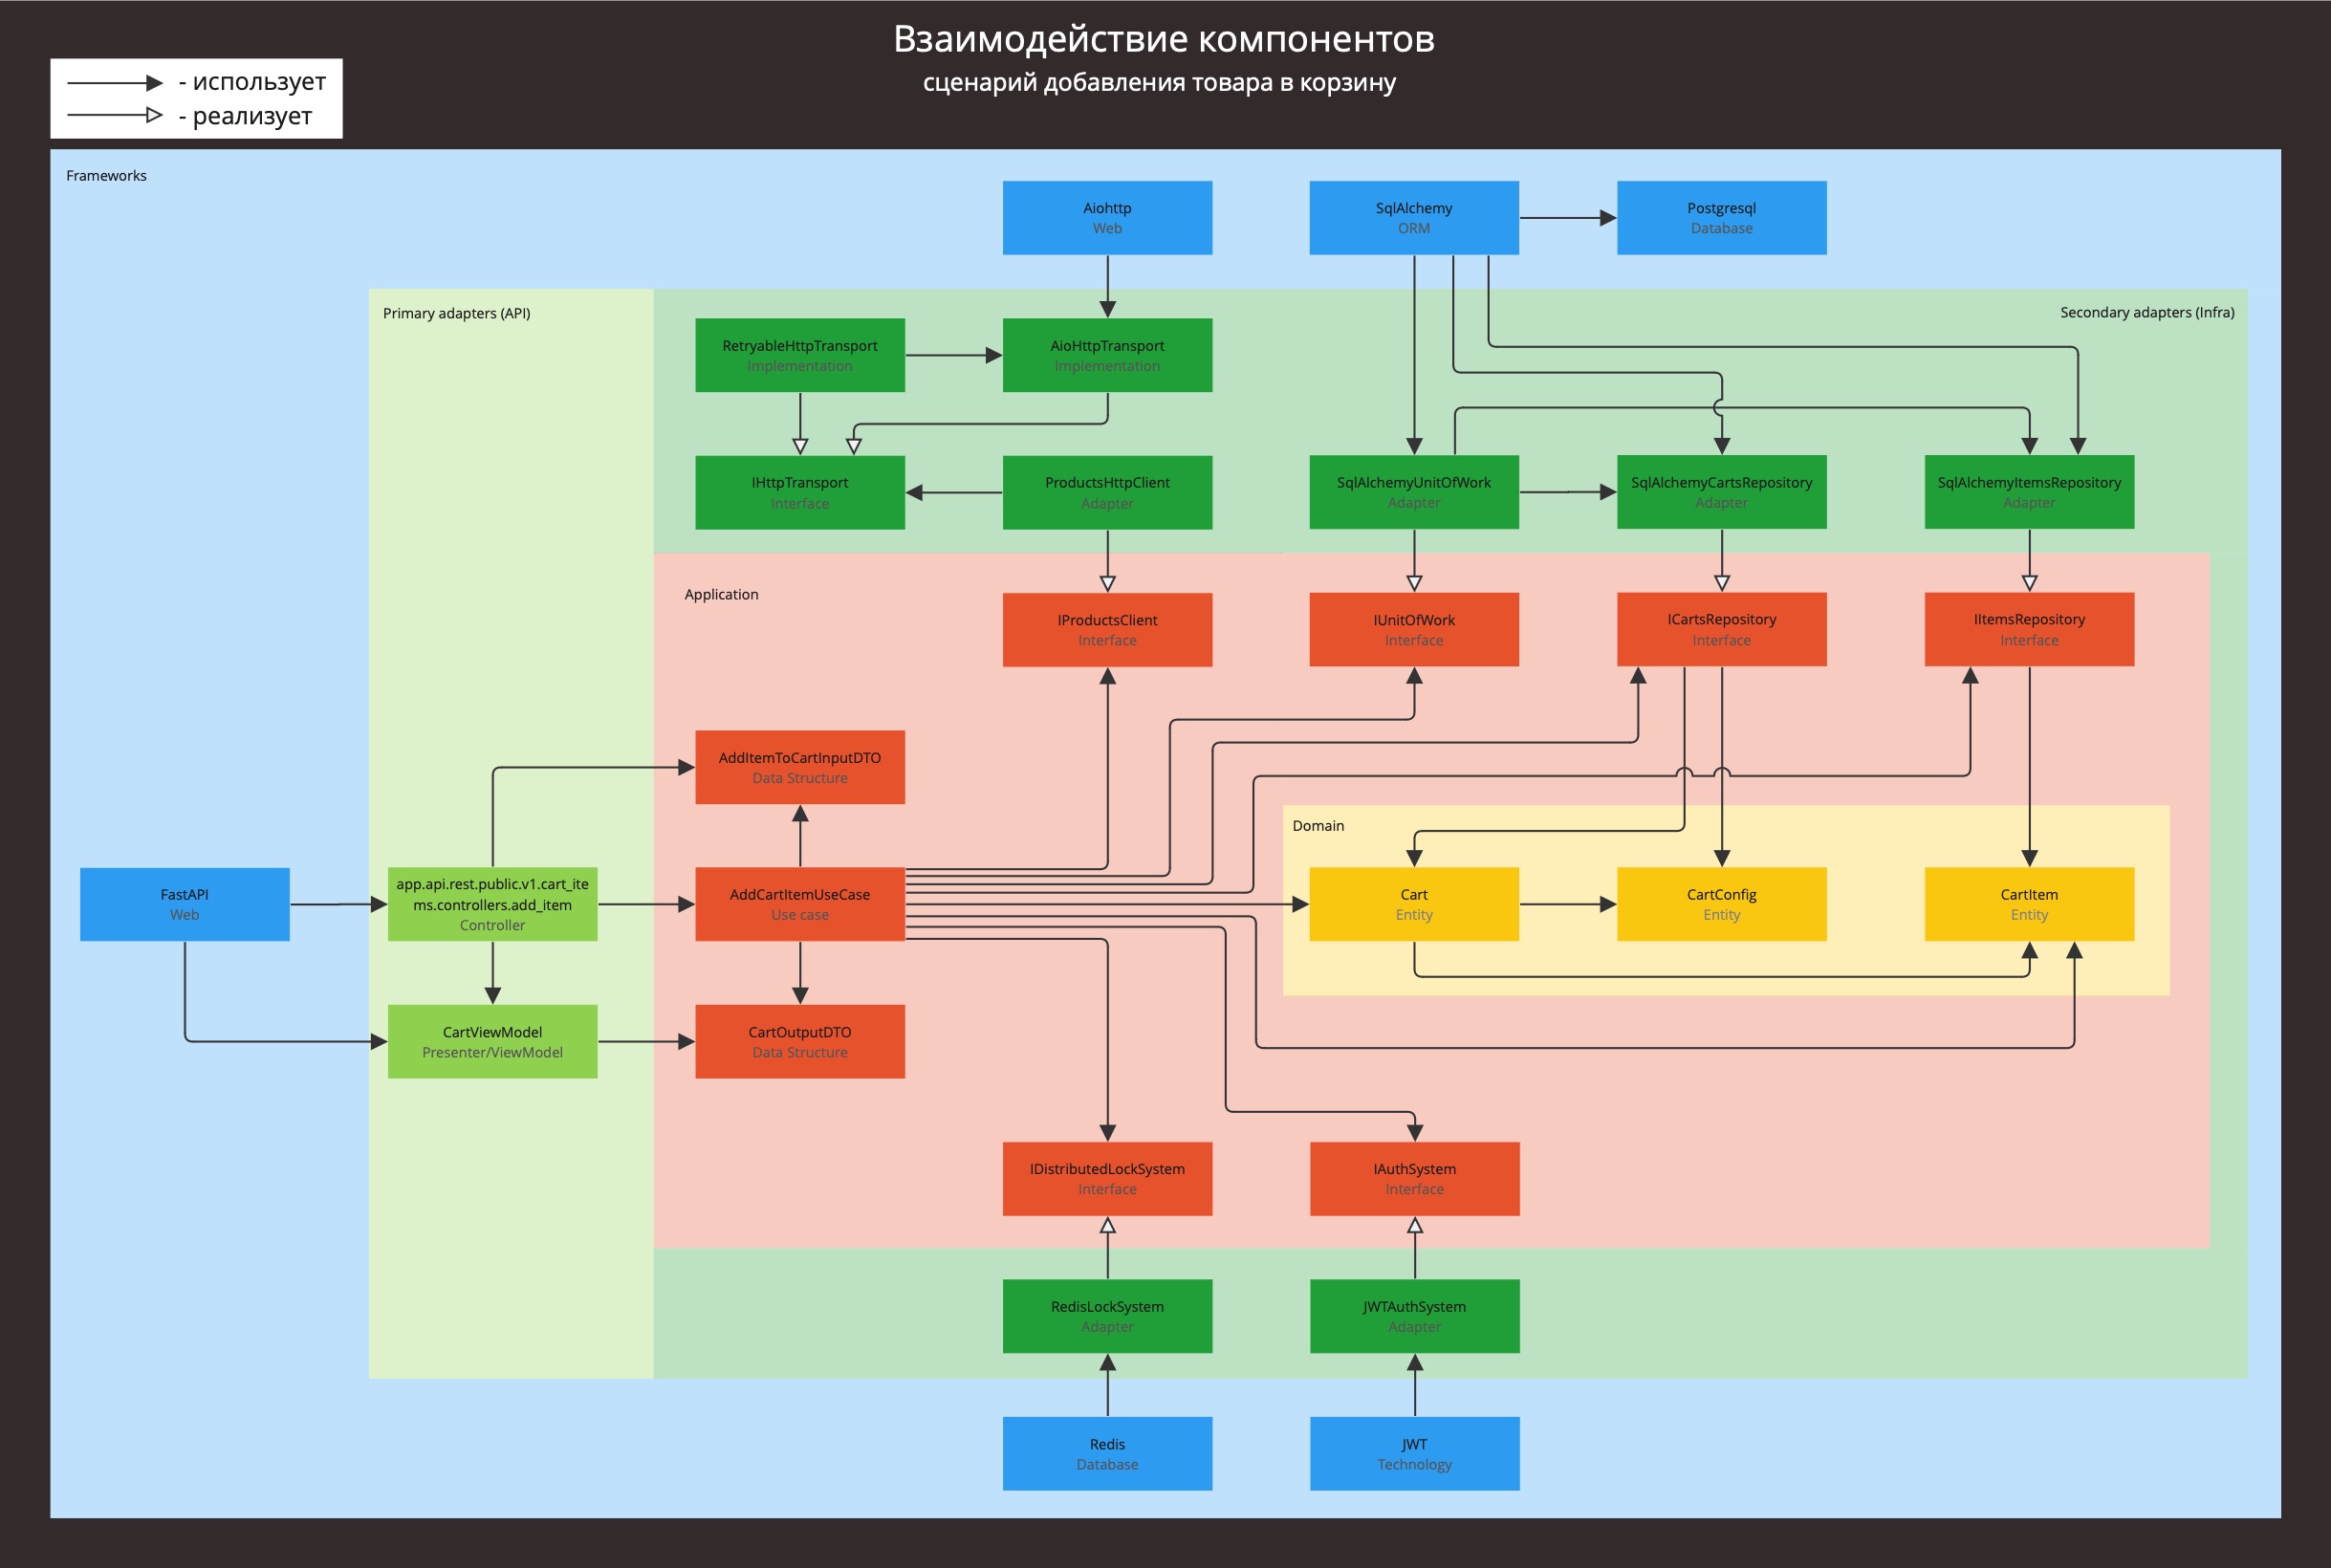 Взаимодействие компонентов
сценарий добавления товара в корзину
- использует
- реализует
Frameworks
Aiohttp
Web
SqlAlchemy
ORM
Postgresql
Database
Primary adapters (API)
Secondary adapters (Infra)
RetryableHttpTransport
Implementation
AioHttpTransport
Implementation
IHttpTransport
Interface
ProductsHttpClient
Adapter
SqlAlchemyUnitOfWork
Adapter
SqlAlchemyCartsRepository
Adapter
SqlAlchemyItemsRepository
Adapter
Application
IProductsClient
Interface
IUnitOfWork
Interface
ICartsRepository
Interface
IItemsRepository
Interface
AddItemToCartInputDTO
Data Structure
Domain
FastAPI
Web
app.api.rest.public.v1.cart_ite
ms.controllers.add_item
Controller
AddCartItemUseCase
Use case
Cart
Entity
CartConfig
Entity
CartItem
Entity
CartViewModel
Presenter/ViewModel
CartOutputDTO
Data Structure
IDistributedLockSystem
Interface
IAuthSystem
Interface
RedisLockSystem
Adapter
JWTAuthSystem
Adapter
Redis
Database
JWT
Technology